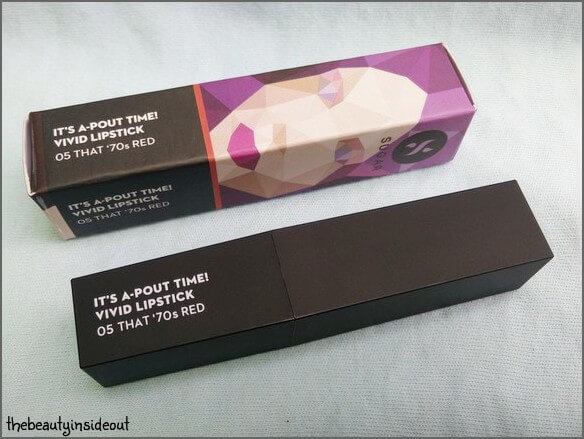 IT'S A-POUT TIME!
VIVID LIPSTICK
05 THAT '70s RED
IT'S A-POUT TIME!
VIVID LIPSTICK
05 THAT '70s RED
SUGAR
IT'S A-POUT TIME!
VIVID LIPSTICK
05 THAT '70s RED
thebeautyinsideout